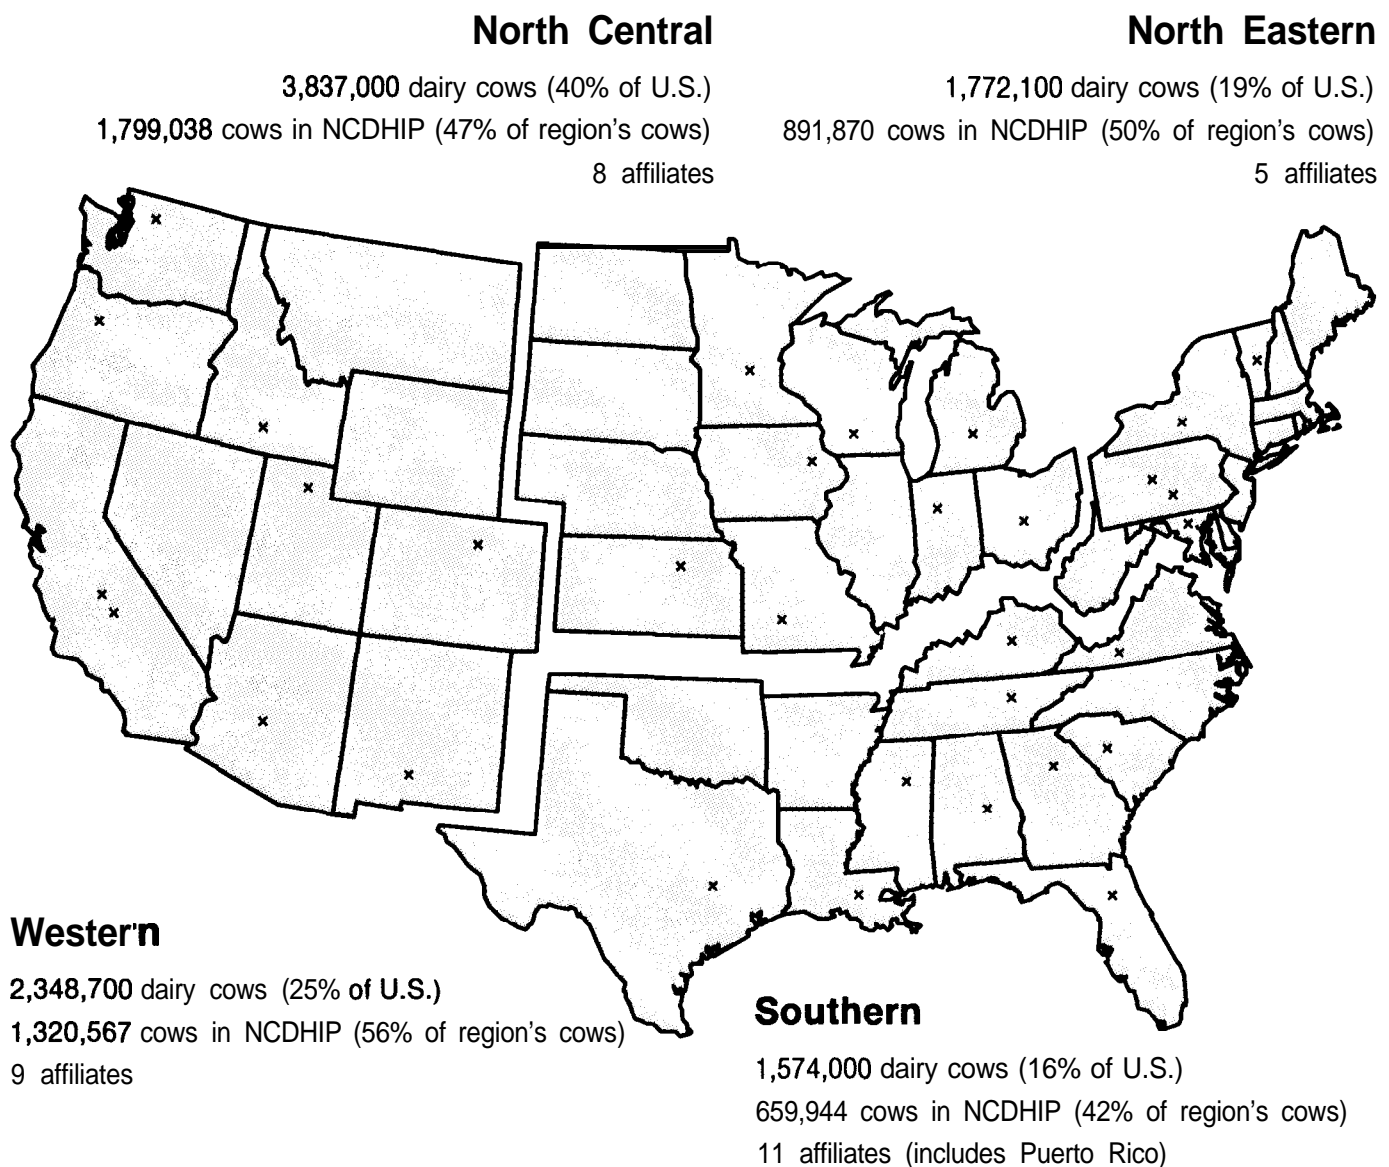 North Central
3,837,000 dairy cows (40% of U.S.)
1,799,038 cows in NCDHIP (47% of region's cows)
8 affiliates
North Eastern
1,772,100 dairy cows (19% of U.S.)
891,870 cows in NCDHIP (50% of region's cows)
5 affiliates
Western
2,348,700 dairy cows (25% of U.S.)
1,320,567 cows in NCDHIP (56% of region's cows)
9 affiliates
Southern
1,574,000 dairy cows (16% of U.S.)
659,944 cows in NCDHIP (42% of region's cows)
11 affiliates (includes Puerto Rico)